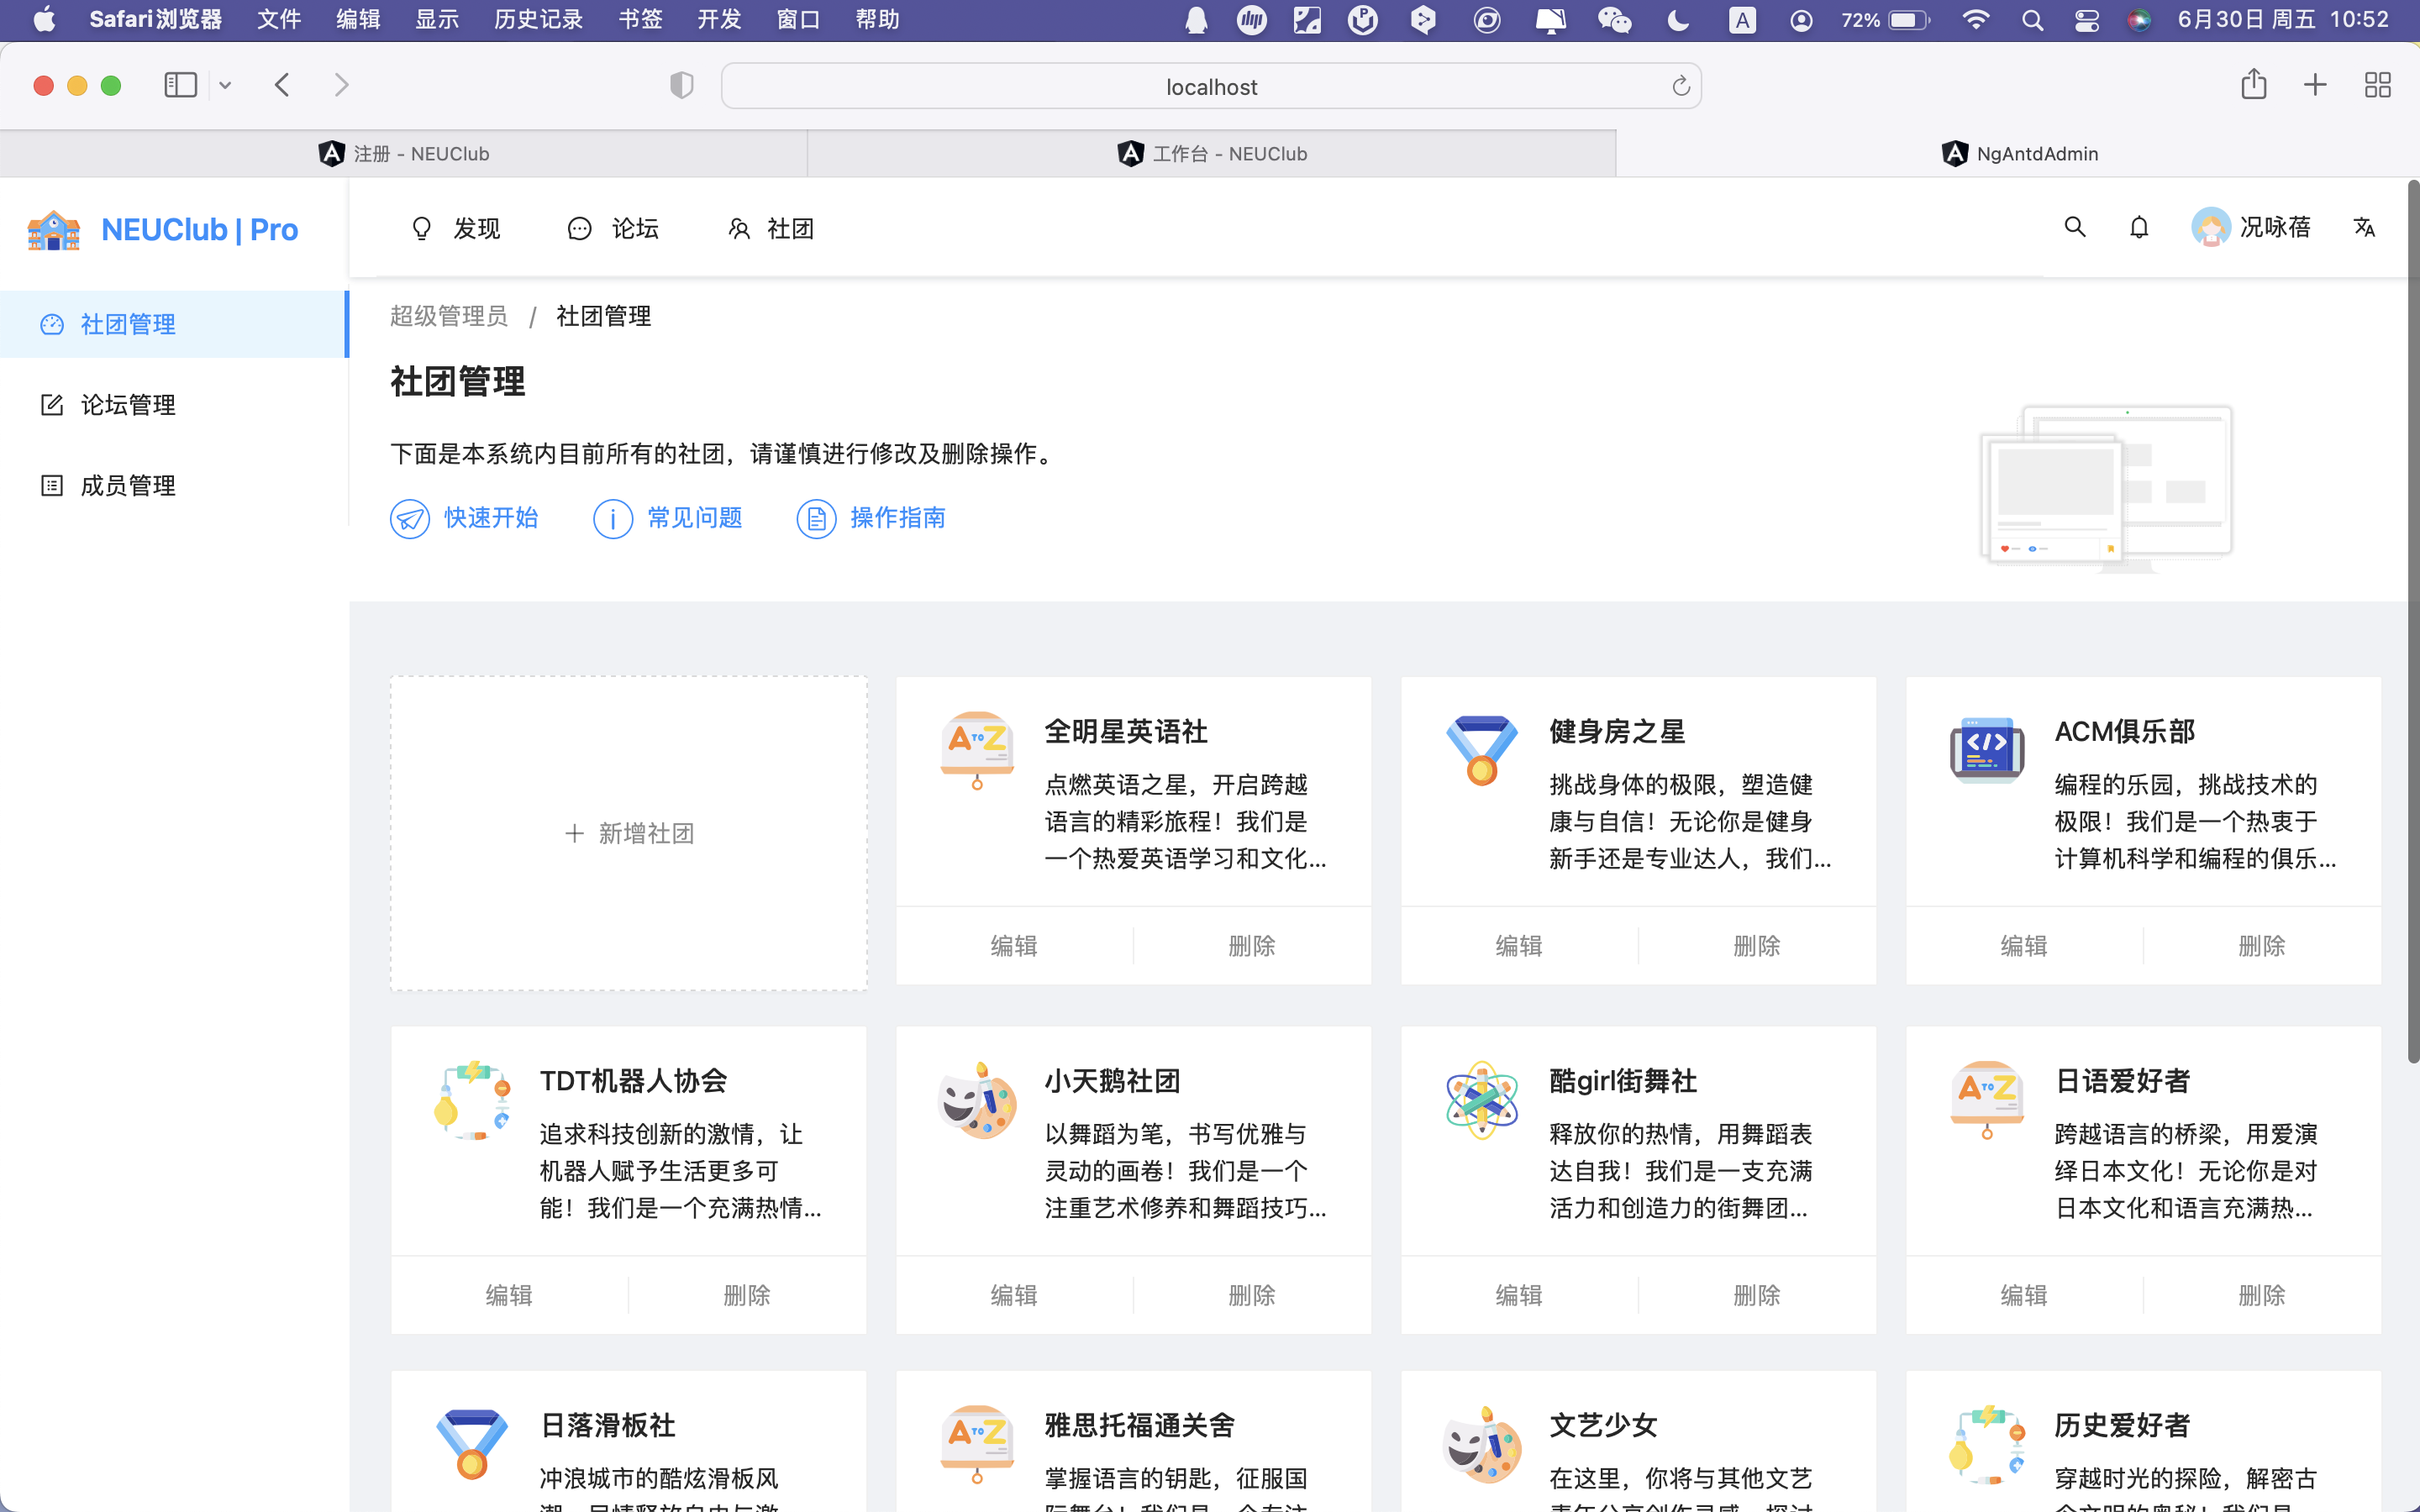 Safari浏览器 文件 编辑 显示 历史记录 书签 开发 窗口 帮助 A 72% 6月30日 周五 10:52
localhost
注册 - NEUClub 工作台 - NEUClub NgAntdAdmin
NEUClub | Pro 发现 论坛 社团 况咏蓓
社团管理
论坛管理
成员管理
超级管理员 / 社团管理
社团管理
下面是本系统内目前所有的社团，请谨慎进行修改及删除操作。
快速开始 常见问题 操作指南
+ 新增社团
全明星英语社
点燃英语之星，开启跨越
语言的精彩旅程！我们是
一个热爱英语学习和文化...
编辑 删除
健身房之星
挑战身体的极限，塑造健
康与自信！无论你是健身
新手还是专业达人，我们...
编辑 删除
ACM俱乐部
编程的乐园，挑战技术的
极限！我们是一个热衷于
计算机科学和编程的俱乐...
编辑 删除
TDT机器人协会
追求科技创新的激情，让
机器人赋予生活更多可
能！我们是一个充满热情...
编辑 删除
小天鹅社团
以舞蹈为笔，书写优雅与
灵动的画卷！我们是一个
注重艺术修养和舞蹈技巧...
编辑 删除
酷girl街舞社
释放你的热情，用舞蹈表
达自我！我们是一支充满
活力和创造力的街舞团...
编辑 删除
日语爱好者
跨越语言的桥梁，用爱演
绎日本文化！无论你是对
日本文化和语言充满热...
编辑 删除
日落滑板社
冲浪城市的酷炫滑板风
雅思托福通关舍
掌握语言的钥匙，征服国
文艺少女
在这里，你将与其他文艺
历史爱好者
穿越时光的探险，解密古